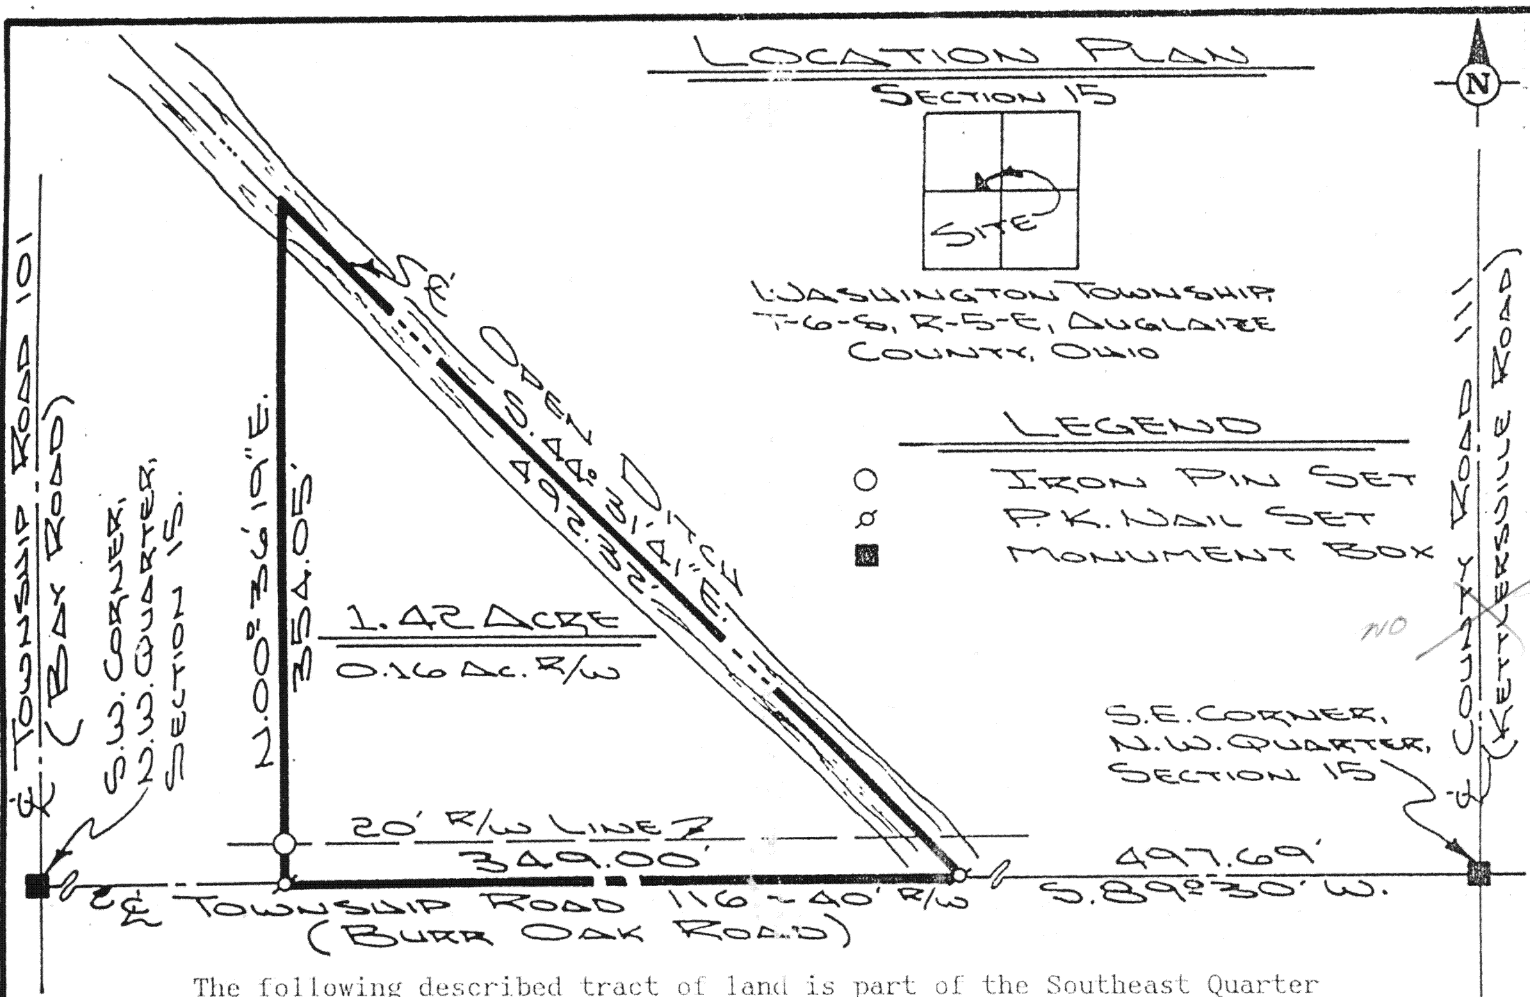 LOCATION PLAN
SECTION 15
N
SITE
WASHINGTON TOWNSHIP,
T-6-S, R-5-E, AUGLAIZE
COUNTY, OHIO
LEGEND
IRON PIN SET
P.K. NAIL SET
MONUMENT BOX
℄ TOWNSHIP ROAD 101
(BAY ROAD)
S.W. CORNER,
N.W. QUARTER,
SECTION 15.
N.00°36'19"E.
354.05'
℄
OPEN DITCH
S.44°31'41"E.
492.32'
1.42 ACRE
0.16 AC. R/W
NO
℄ COUNTY ROAD 111
(KETTLERSVILLE ROAD)
S.E. CORNER,
N.W. QUARTER,
SECTION 15
20' R/W LINE
349.00'
497.69'
S.89°30'W.
℄ TOWNSHIP ROAD 116 - 40' R/W
(BURR OAK ROAD)
The following described tract of land is part of the Southeast Quarter